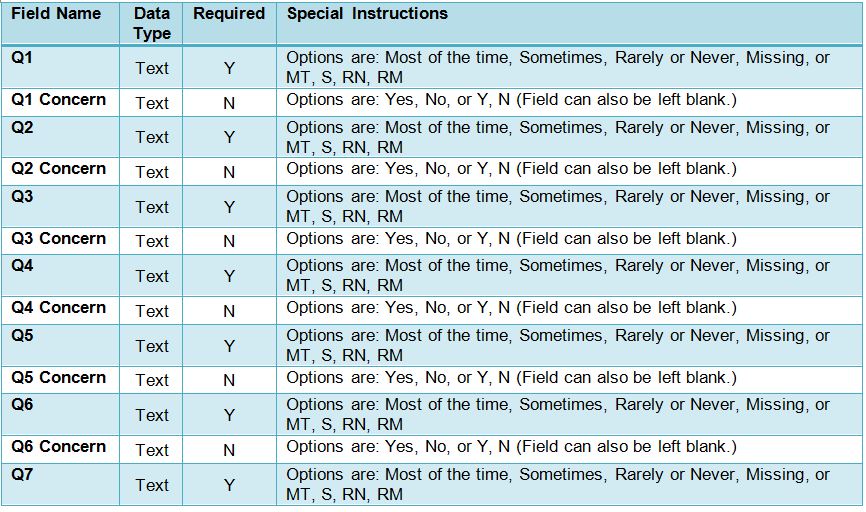 Field Name Data Type Required Special Instructions
Q1 Text Y Options are: Most of the time, Sometimes, Rarely or Never, Missing, or
MT, S, RN, RM
Q1 Concern Text N Options are: Yes, No, or Y, N (Field can also be left blank.)
Q2 Text Y Options are: Most of the time, Sometimes, Rarely or Never, Missing, or
MT, S, RN, RM
Q2 Concern Text N Options are: Yes, No, or Y, N (Field can also be left blank.)
Q3 Text Y Options are: Most of the time, Sometimes, Rarely or Never, Missing, or
MT, S, RN, RM
Q3 Concern Text N Options are: Yes, No, or Y, N (Field can also be left blank.)
Q4 Text Y Options are: Most of the time, Sometimes, Rarely or Never, Missing, or
MT, S, RN, RM
Q4 Concern Text N Options are: Yes, No, or Y, N (Field can also be left blank.)
Q5 Text Y Options are: Most of the time, Sometimes, Rarely or Never, Missing, or
MT, S, RN, RM
Q5 Concern Text N Options are: Yes, No, or Y, N (Field can also be left blank.)
Q6 Text Y Options are: Most of the time, Sometimes, Rarely or Never, Missing, or
MT, S, RN, RM
Q6 Concern Text N Options are: Yes, No, or Y, N (Field can also be left blank.)
Q7 Text Y Options are: Most of the time, Sometimes, Rarely or Never, Missing, or
MT, S, RN, RM